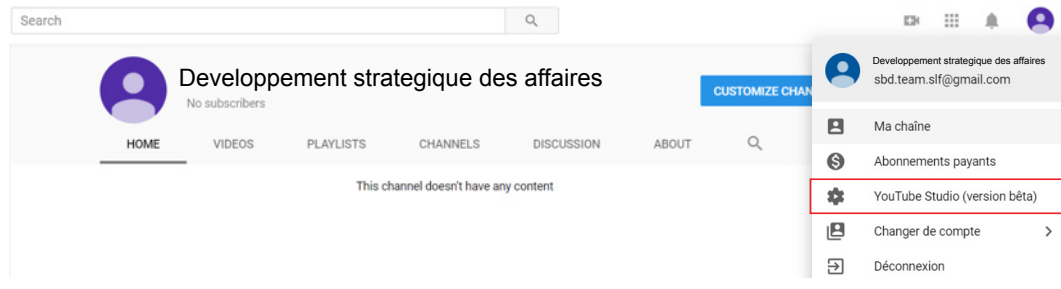 Search
Developpement strategique des affaires
No subscribers
CUSTOMIZE CHAN
HOME VIDEOS PLAYLISTS CHANNELS DISCUSSION ABOUT
This channel doesn't have any content
Developpement strategique des affaires
sbd.team.slf@gmail.com
Ma chaîne
Abonnements payants
YouTube Studio (version bêta)
Changer de compte
Déconnexion